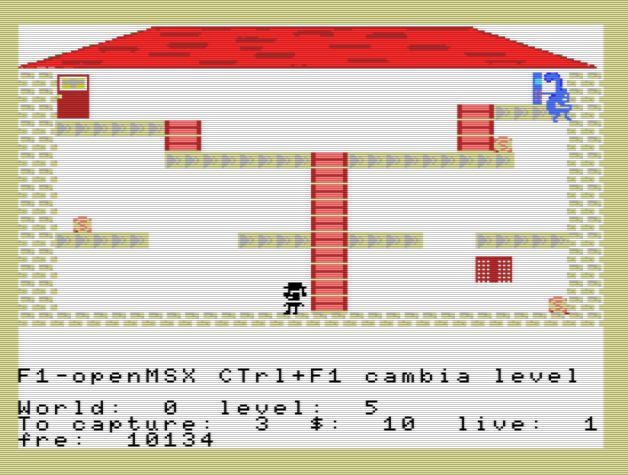 F1-openMSX CTrl+F1 cambia level
World: 0 level: 5
To capture: 3 $: 10 live: 1
fre: 10134